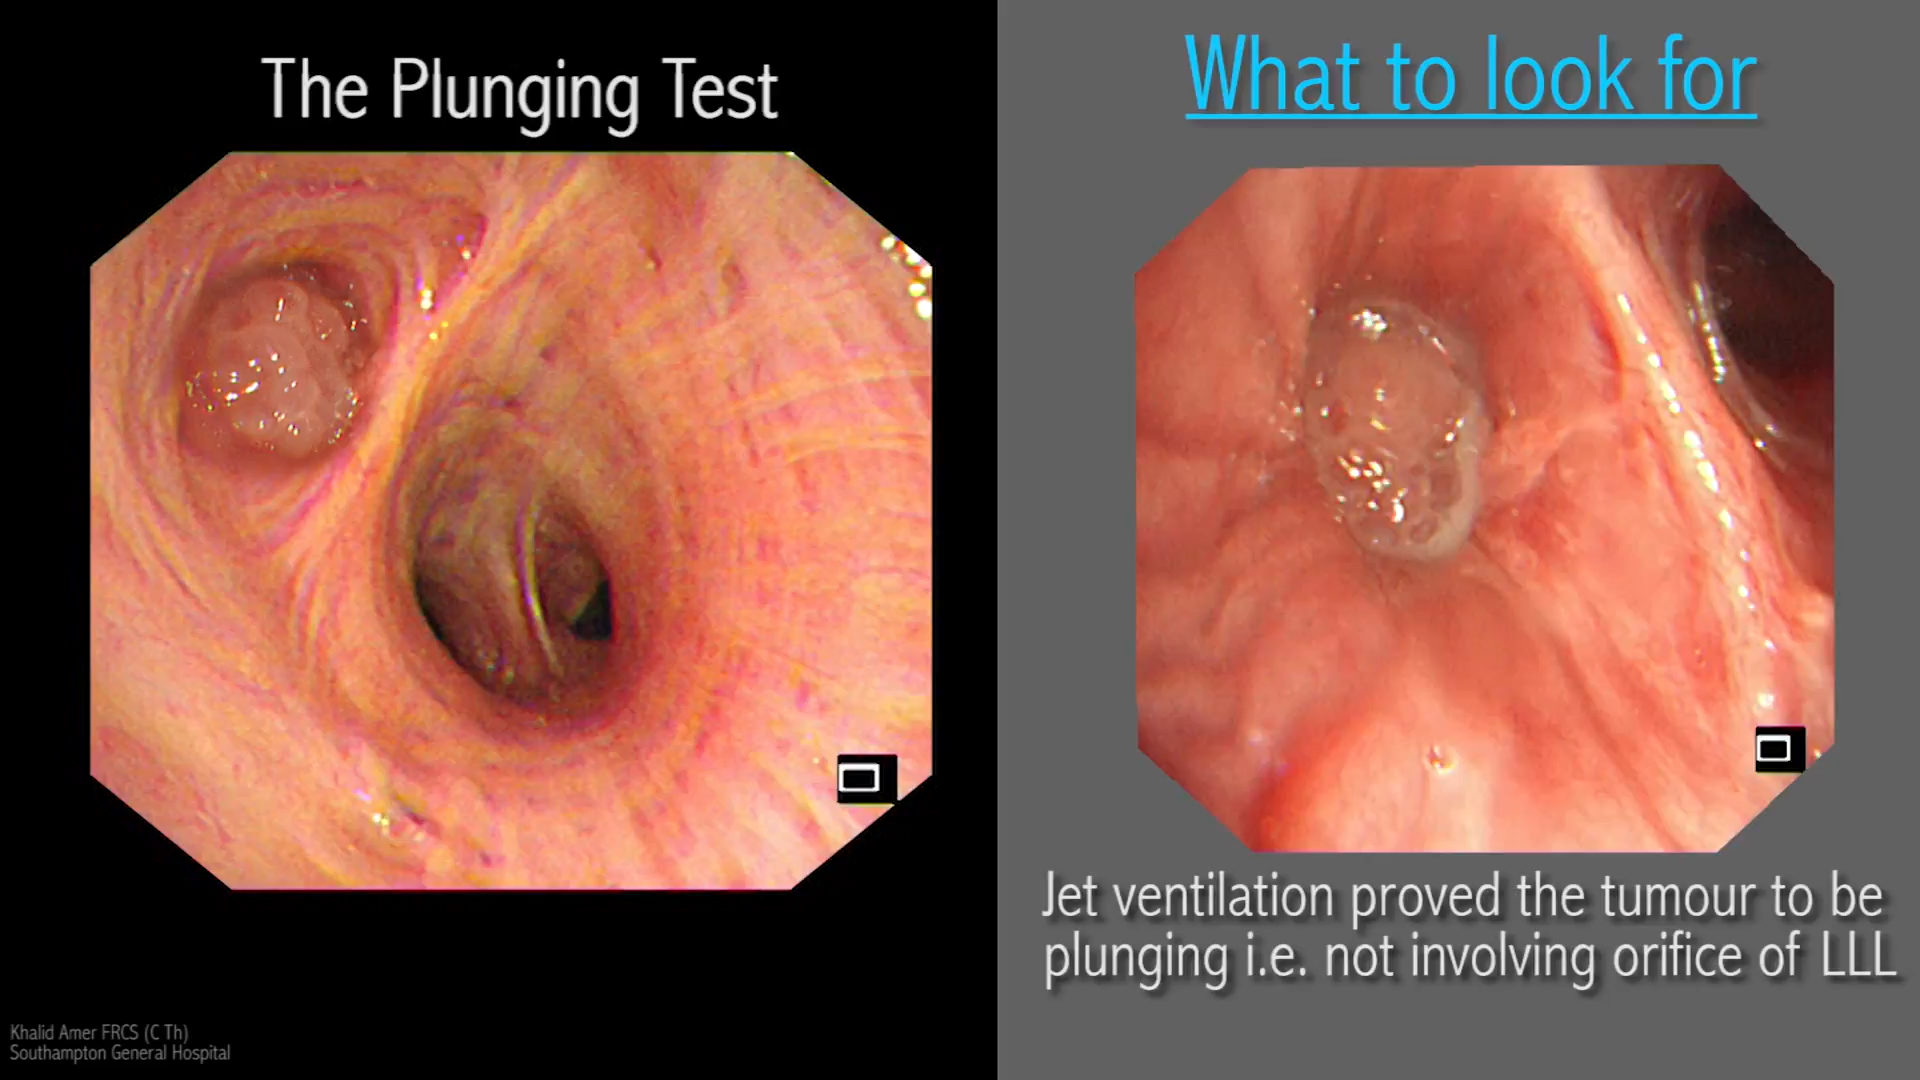 The Plunging Test
Khalid Amer FRCS (C Th)
Southampton General Hospital
What to look for
Jet ventilation proved the tumour to be
plunging i.e. not involving orifice of LLL